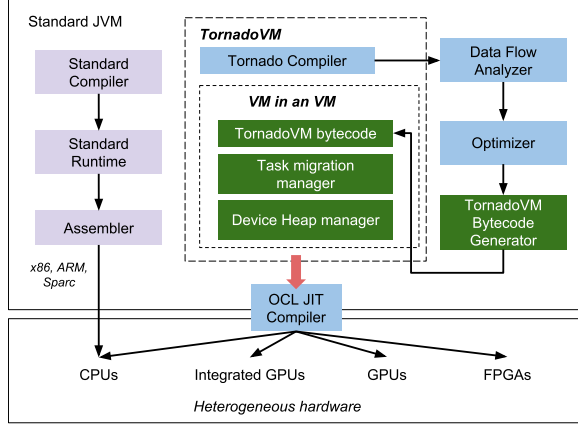 Standard JVM
Standard
Compiler
Standard
Runtime
Assembler
x86, ARM,
Sparc
TornadoVM
Tornado Compiler
VM in an VM
TornadoVM bytecode
Task migration
manager
Device Heap manager
Data Flow
Analyzer
Optimizer
TornadoVM
Bytecode
Generator
OCL JIT
Compiler
CPUs
Integrated GPUs
GPUs
FPGAs
Heterogeneous hardware